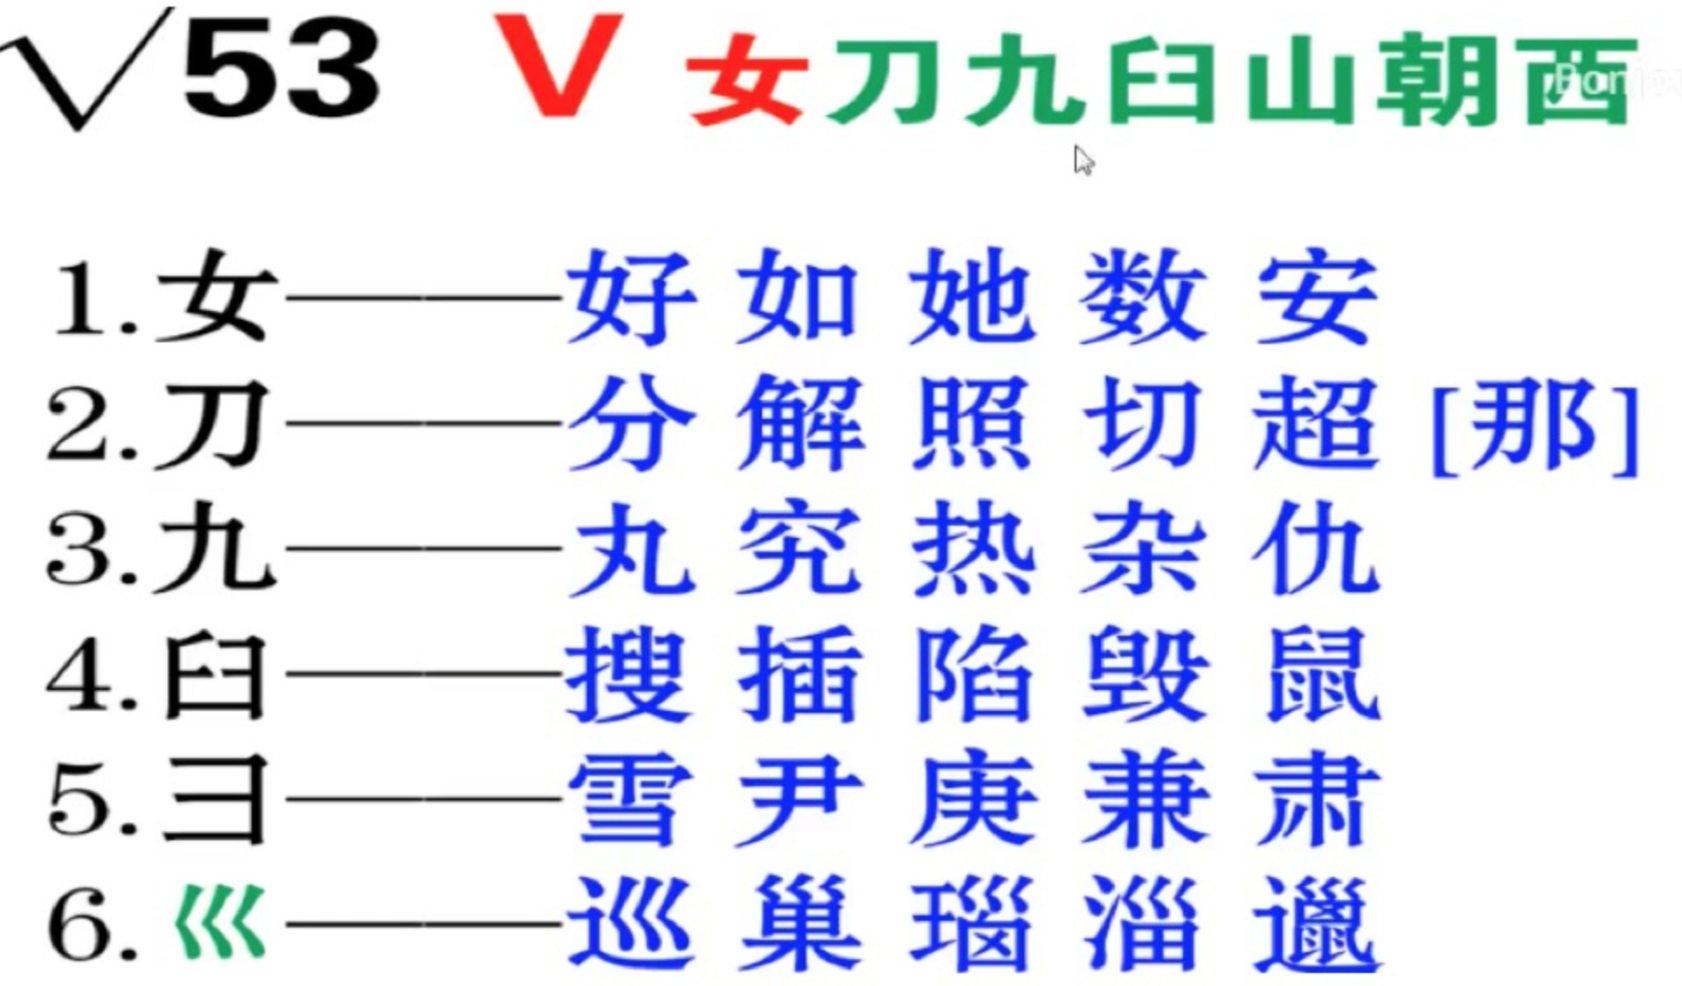 √53 V 女刀九臼山朝西
1.女——好 如 她 数 安
2.刀——分 解 照 切 超 [那]
3.九——丸 究 热 杂 仇
4.臼——搜 插 陷 毁 鼠
5.彐——雪 尹 庚 兼 肃
6.巛——巡 巢 瑙 淄 邋